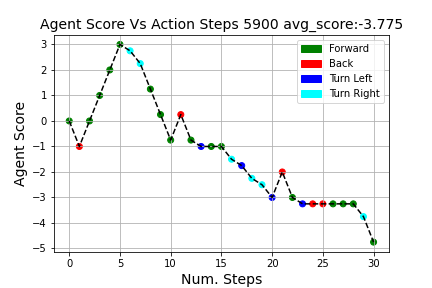 Agent Score Vs Action Steps 5900 avg_score:-3.775
3
2
1
0
−1
−2
−3
−4
−5
Agent Score
Forward
Back
Turn Left
Turn Right
0 5 10 15 20 25 30
Num. Steps